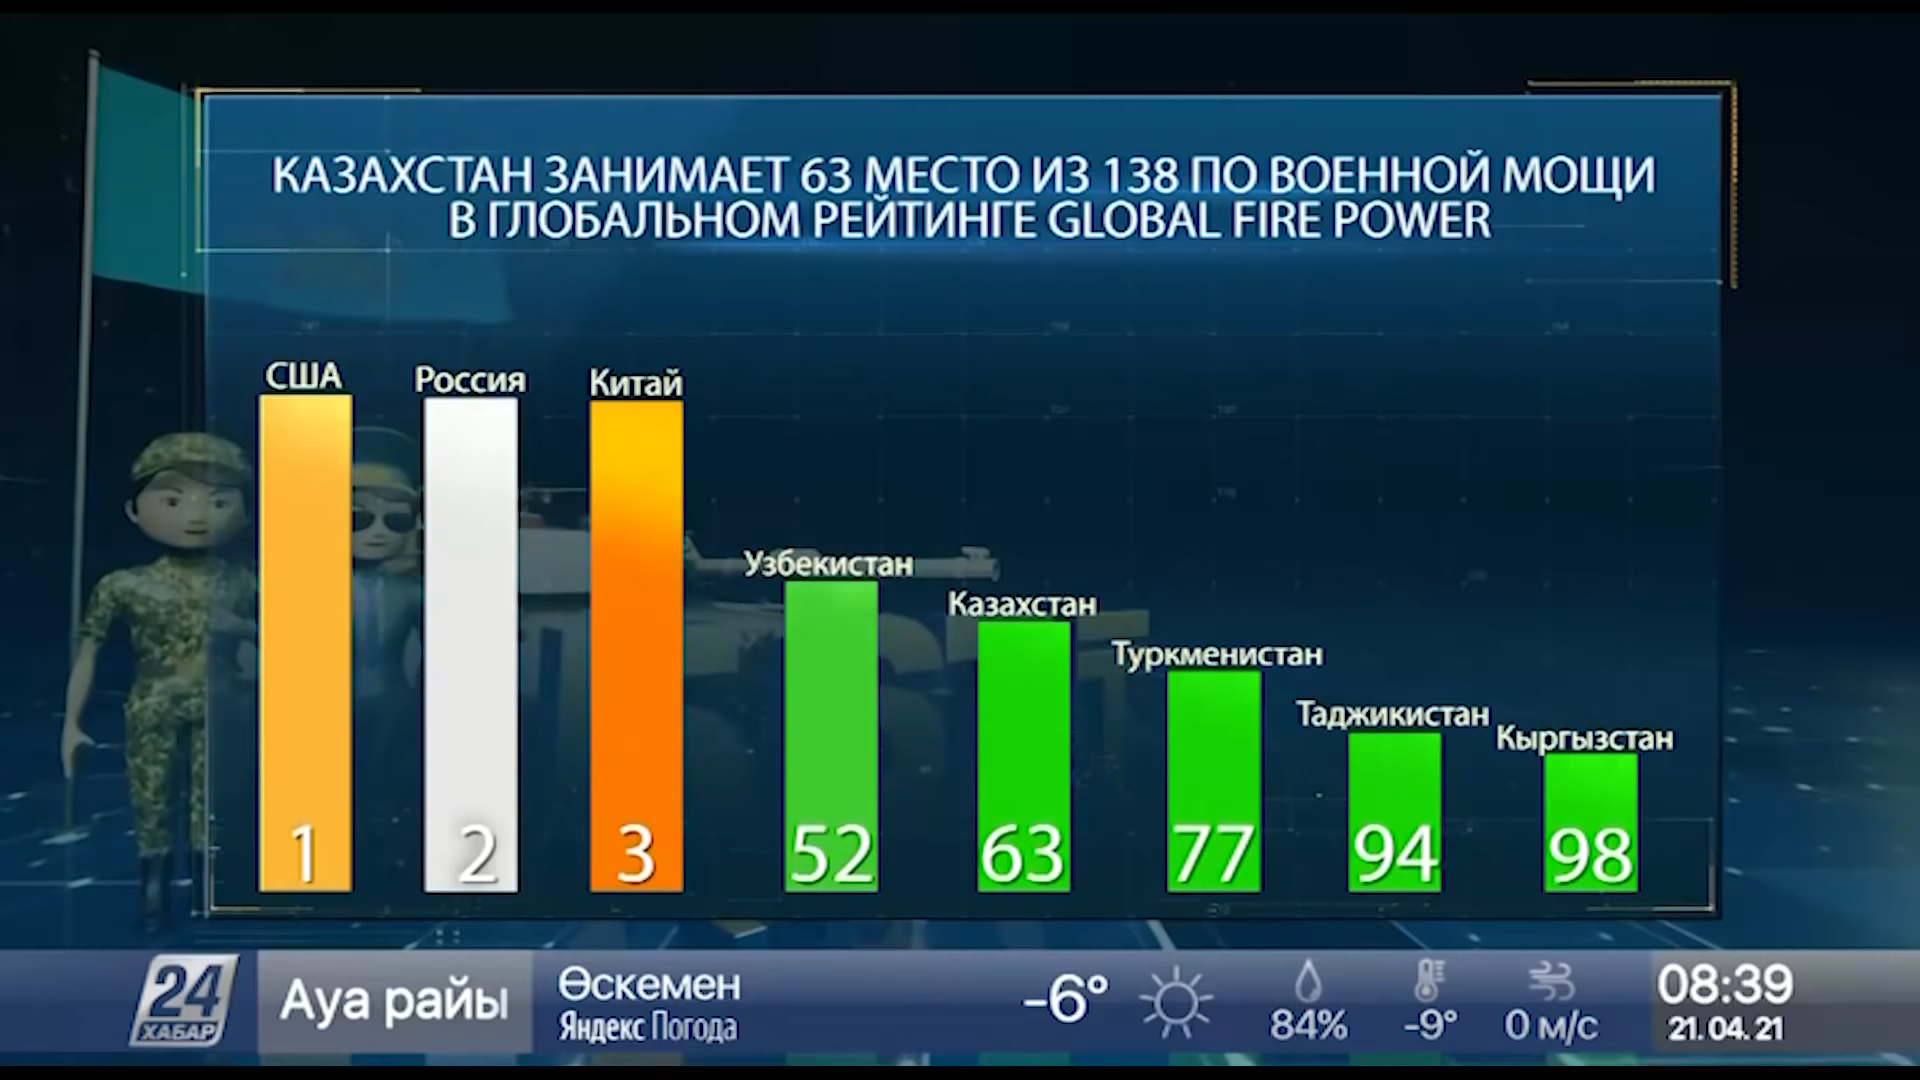 КАЗАХСТАН ЗАНИМАЕТ 63 МЕСТО ИЗ 138 ПО ВОЕННОЙ МОЩИ
В ГЛОБАЛЬНОМ РЕЙТИНГЕ GLOBAL FIRE POWER
США
Россия
Китай
Узбекистан
Казахстан
Туркменистан
Таджикистан
Кыргызстан
1
2
3
52
63
77
94
98
24
ХАБАР
Ауа райы
Өскемен
Яндекс Погода
-6°
84%
-9°
0 м/с
08:39
21.04.21